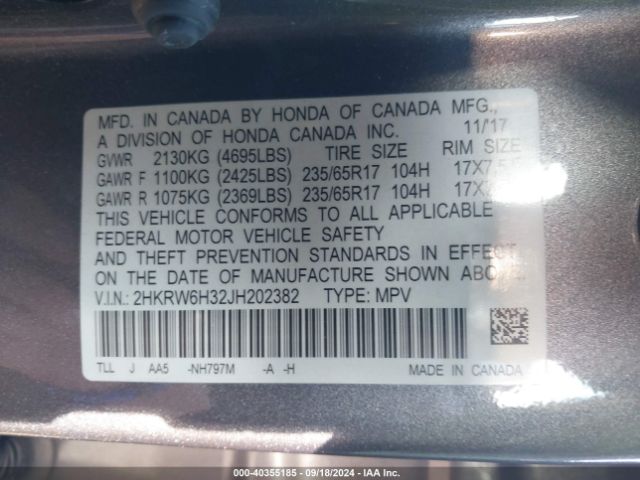 MFD. IN CANADA BY HONDA OF CANADA MFG.,
A DIVISION OF HONDA CANADA INC. 11/17
GVWR 2130KG (4695LBS) TIRE SIZE RIM SIZE
GAWR F 1100KG (2425LBS) 235/65R17 104H 17X7.5
GAWR R 1075KG (2369LBS) 235/65R17 104H
THIS VEHICLE CONFORMS TO ALL APPLICABLE
FEDERAL MOTOR VEHICLE SAFETY
AND THEFT PREVENTION STANDARDS IN EFFECT
ON THE DATE OF MANUFACTURE SHOWN ABOVE.
V.I.N.: 2HKRW6H32JH202382 TYPE: MPV
TLL J AA5 -NH797M -A -H MADE IN CANADA
000-40355185 - 09/18/2024 - IAA Inc.